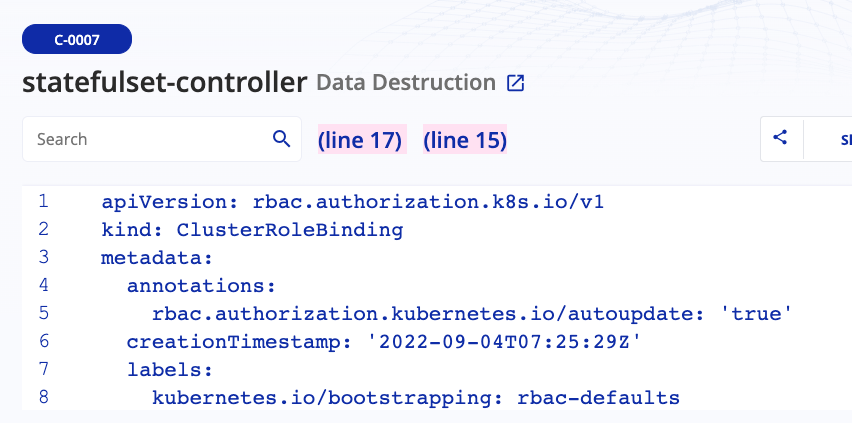 C-0007
statefulset-controller Data Destruction
Search (line 17) (line 15)
1 apiVersion: rbac.authorization.k8s.io/v1
2 kind: ClusterRoleBinding
3 metadata:
4 annotations:
5 rbac.authorization.kubernetes.io/autoupdate: 'true'
6 creationTimestamp: '2022-09-04T07:25:29Z'
7 labels:
8 kubernetes.io/bootstrapping: rbac-defaults